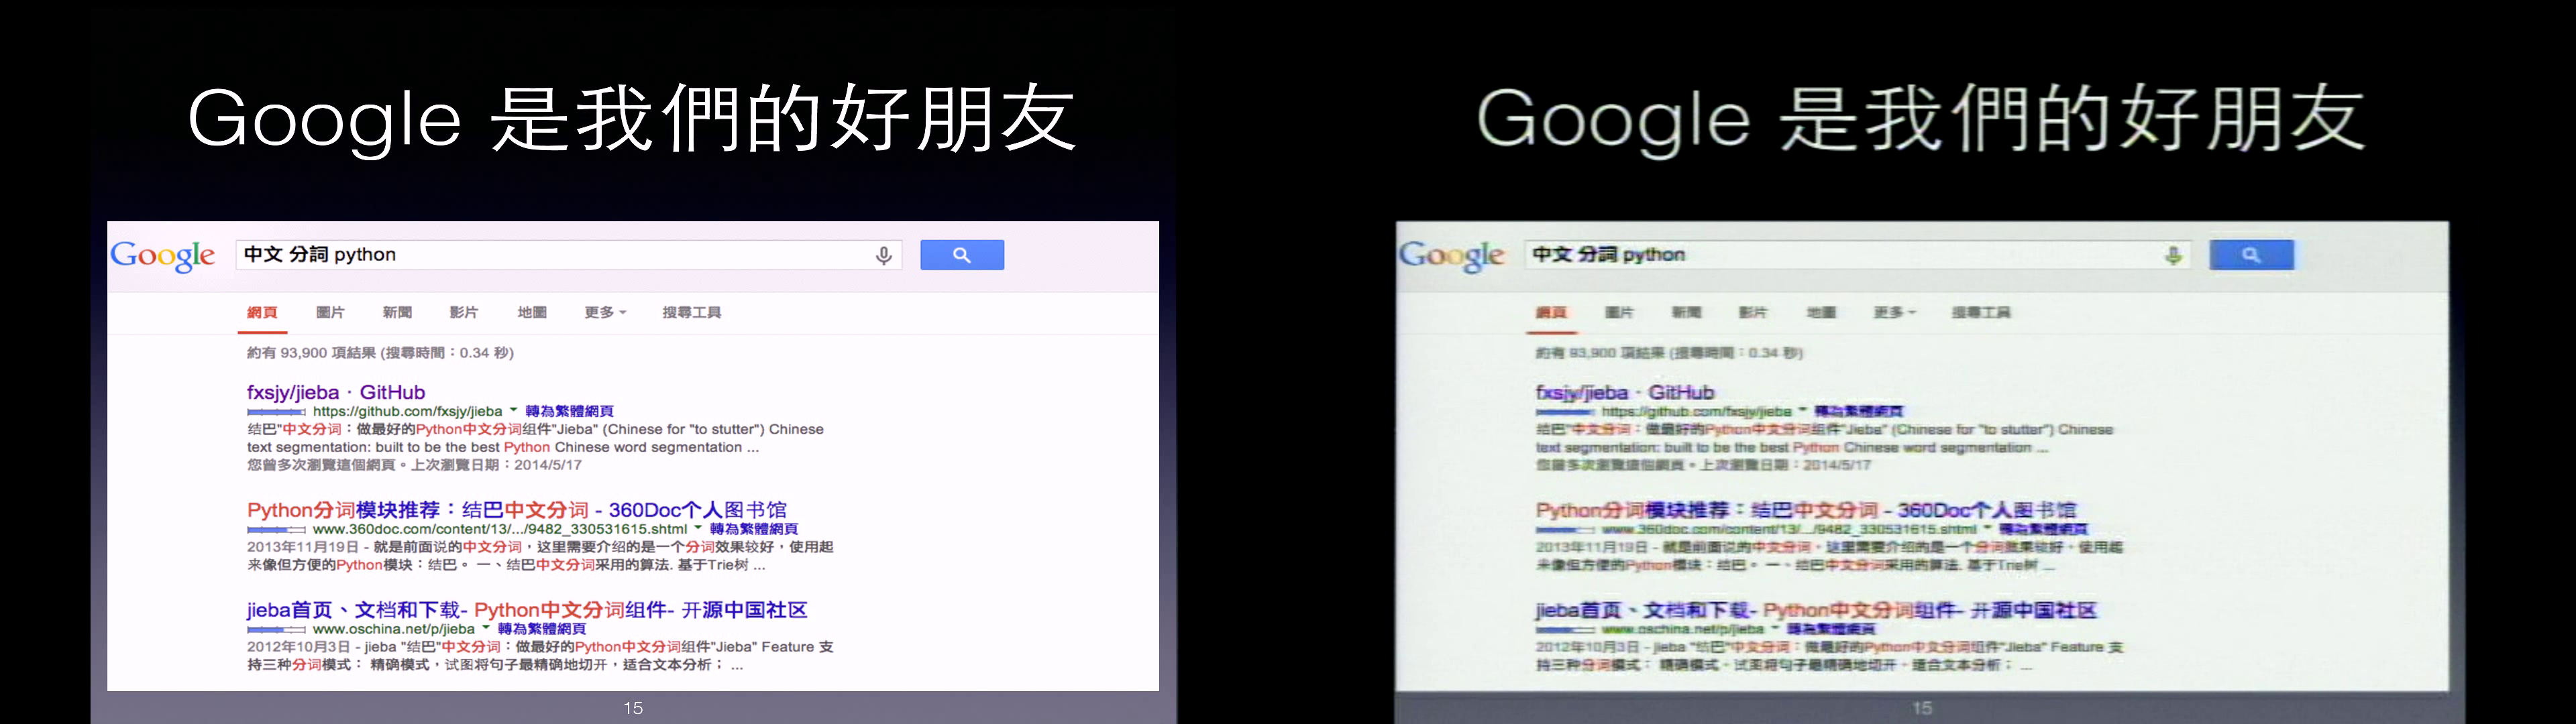 Google 是我們的好朋友
Google 中文 分詞 python
網頁 圖片 新聞 影片 地圖 更多 搜尋工具
約有 93,900 項結果 (搜尋時間：0.34 秒)
fxsjy/jieba · GitHub
https://github.com/fxsjy/jieba 轉為繁體網頁
结巴"中文分词：做最好的Python中文分词组件"Jieba" (Chinese for "to stutter") Chinese
text segmentation: built to be the best Python Chinese word segmentation ...
您曾多次瀏覽這個網頁。上次瀏覽日期：2014/5/17
Python分词模块推荐：结巴中文分词 - 360Doc个人图书馆
www.360doc.com/content/13/.../9482_330531615.shtml 轉為繁體網頁
2013年11月19日 - 就是前面说的中文分词，这里需要介绍的是一个分词效果较好，使用起
来像但方便的Python模块：结巴。 一、结巴中文分词采用的算法. 基于Trie树 ...
jieba首页、文档和下载- Python中文分词组件- 开源中国社区
www.oschina.net/p/jieba 轉為繁體網頁
2012年10月3日 - jieba "结巴"中文分词：做最好的Python中文分词组件"Jieba" Feature 支
持三种分词模式： 精确模式，试图将句子最精确地切开，适合文本分析； ...
15
Google 是我們的好朋友
Google 中文 分詞 python
網頁 圖片 新聞 影片 地圖 更多 搜尋工具
約有 93,900 項結果 (搜尋時間：0.34 秒)
fxsjy/jieba · GitHub
https://github.com/fxsjy/jieba 轉為繁體網頁
结巴"中文分词：做最好的Python中文分词组件"Jieba" (Chinese for "to stutter") Chinese
text segmentation: built to be the best Python Chinese word segmentation ...
您曾多次瀏覽這個網頁。上次瀏覽日期：2014/5/17
Python分词模块推荐：结巴中文分词 - 360Doc个人图书馆
www.360doc.com/content/13/.../9482_330531615.shtml 轉為繁體網頁
2013年11月19日 - 就是前面说的中文分词，这里需要介绍的是一个分词效果较好，使用起
来像但方便的Python模块：结巴。 一、结巴中文分词采用的算法. 基于Trie树 ...
jieba首页、文档和下载- Python中文分词组件- 开源中国社区
www.oschina.net/p/jieba 轉為繁體網頁
2012年10月3日 - jieba "结巴"中文分词：做最好的Python中文分词组件"Jieba" Feature 支
持三种分词模式： 精确模式，试图将句子最精确地切开，适合文本分析； ...
15